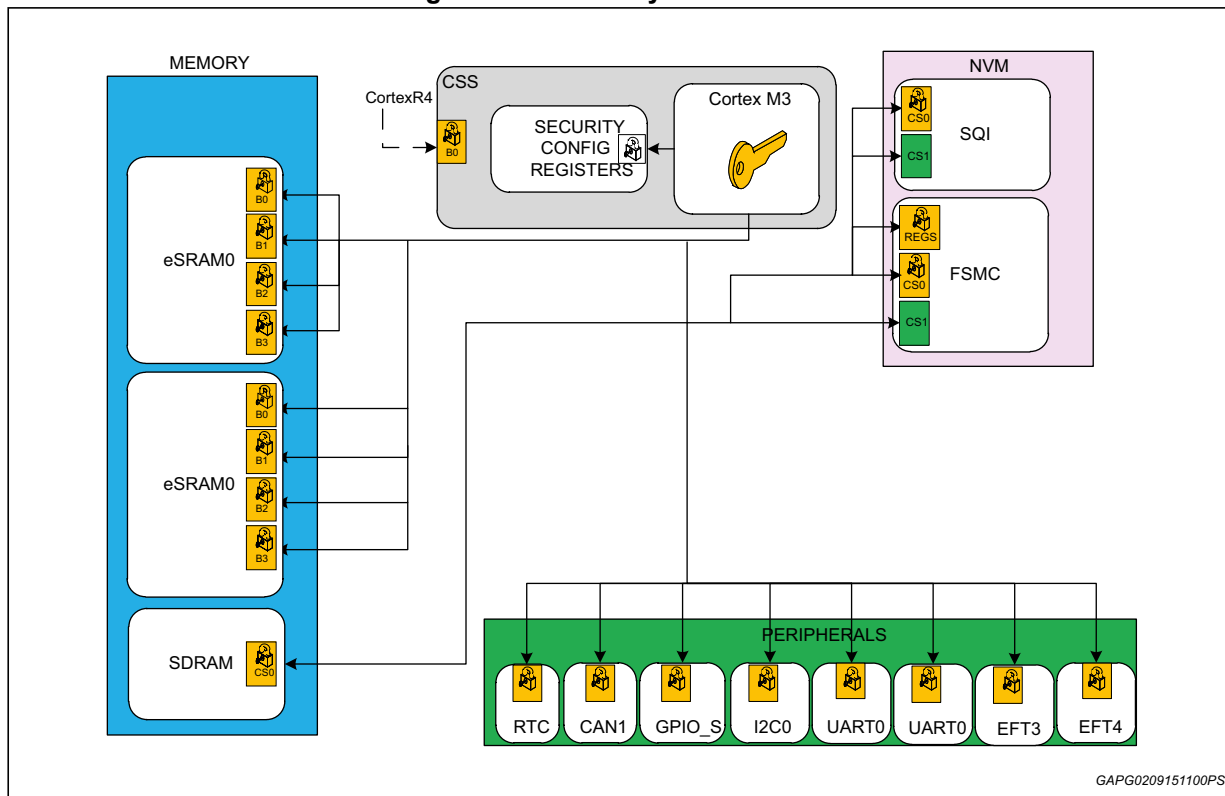 MEMORY
eSRAM0
B0
B1
B2
B3
eSRAM0
B0
B1
B2
B3
SDRAM
CS0
CortexR4
CSS
B0
SECURITY
CONFIG
REGISTERS
Cortex M3
NVM
CS0
SQI
CS1
REGS
CS0
FSMC
CS1
PERIPHERALS
RTC
CAN1
GPIO_S
I2C0
UART0
UART0
EFT3
EFT4
GAPG0209151100PS